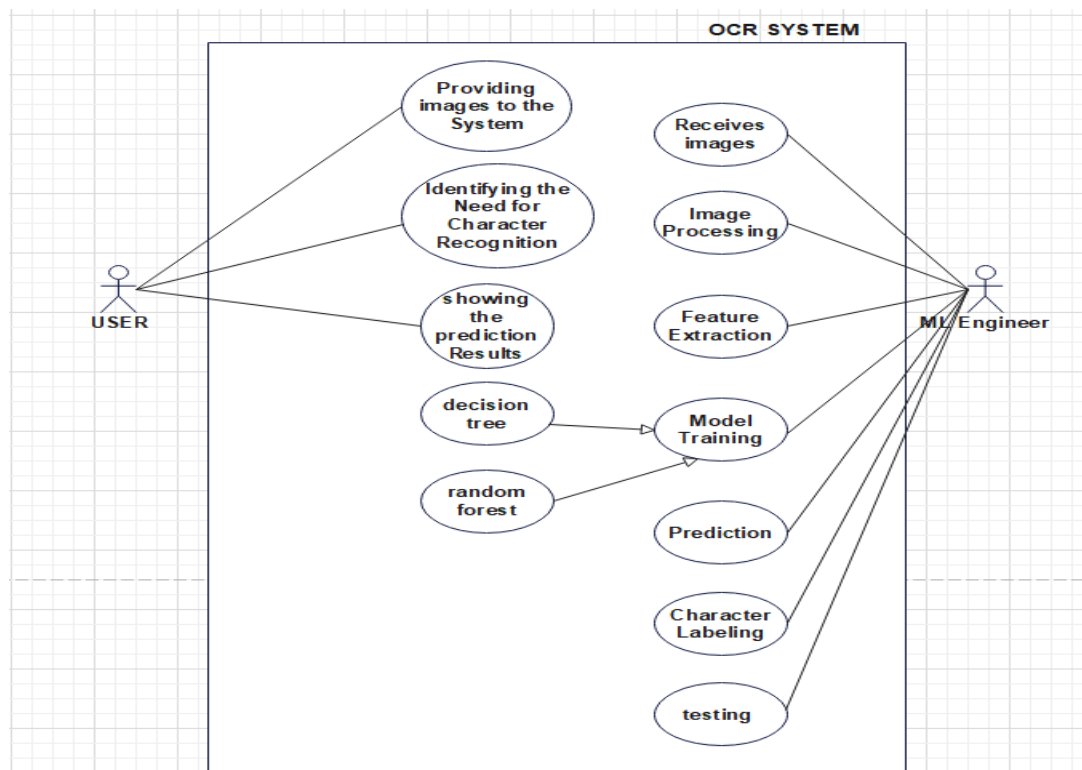 OCR SYSTEM
Providing
images to the
System
Identifying the
Need for
Character
Recognition
showing
the
prediction
Results
decision
tree
random
forest
USER
Receives
images
Image
Processing
Feature
Extraction
Model
Training
Prediction
Character
Labeling
testing
ML Engineer